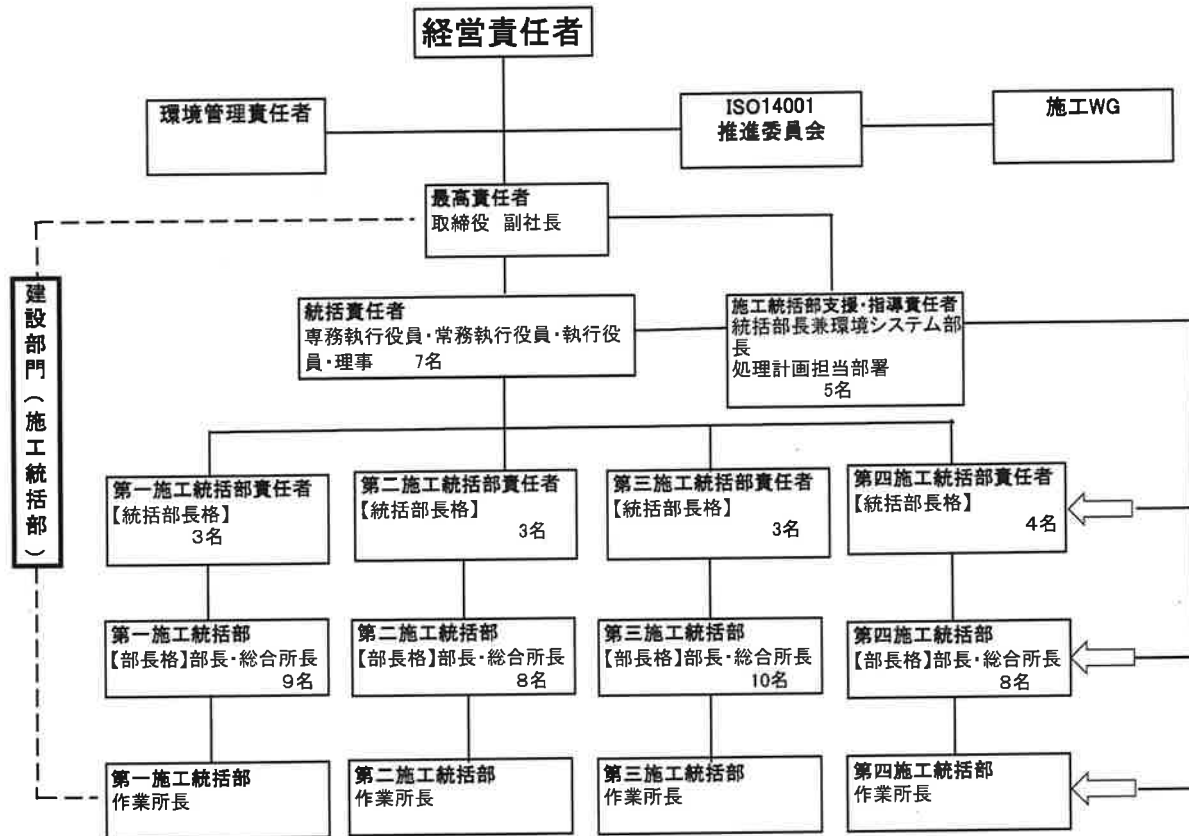 経営責任者
環境管理責任者
ISO14001
推進委員会
施工WG
最高責任者
取締役 副社長
建設部門(施工統括部)
統括責任者
専務執行役員・常務執行役員・執行役
員・理事 7名
施工統括部支援・指導責任者
統括部長兼環境システム部
長
処理計画担当部署
5名
第一施工統括部責任者
【統括部長格】
3名
第二施工統括部責任者
【統括部長格】
3名
第三施工統括部責任者
【統括部長格】
3名
第四施工統括部責任者
【統括部長格】
4名
第一施工統括部
【部長格】部長・総合所長
9名
第二施工統括部
【部長格】部長・総合所長
8名
第三施工統括部
【部長格】部長・総合所長
10名
第四施工統括部
【部長格】部長・総合所長
8名
第一施工統括部
作業所長
第二施工統括部
作業所長
第三施工統括部
作業所長
第四施工統括部
作業所長